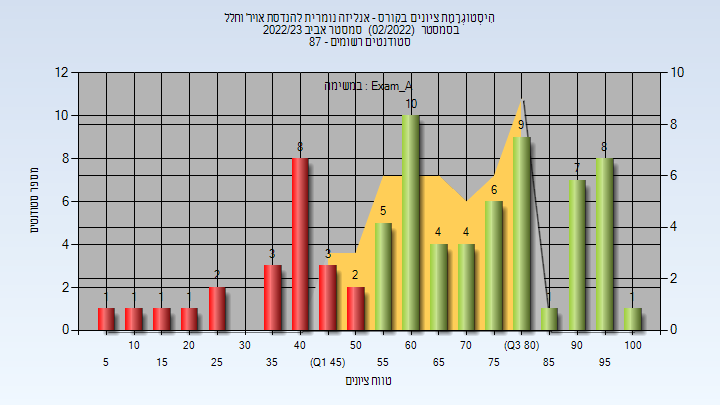 היסטוגרמת ציונים בקורס - אנליזה נומרית להנדסת אויר וחלל
בסמסטר (02/2022) סמסטר אביב 2022/23
סטודנטים רשומים - 87
במשימה : Exam_A
12 10 8 6 4 2 0
10 8 6 4 2 0
מספר סטודנטים
1 1 1 1 2 3 8 3 2 5 10 4 4 6 9 1 7 8 1
10 20 30 40 50 60 70 (Q3 80) 90 100
5 15 25 35 (Q1 45) 55 65 75 85 95
טווח ציונים